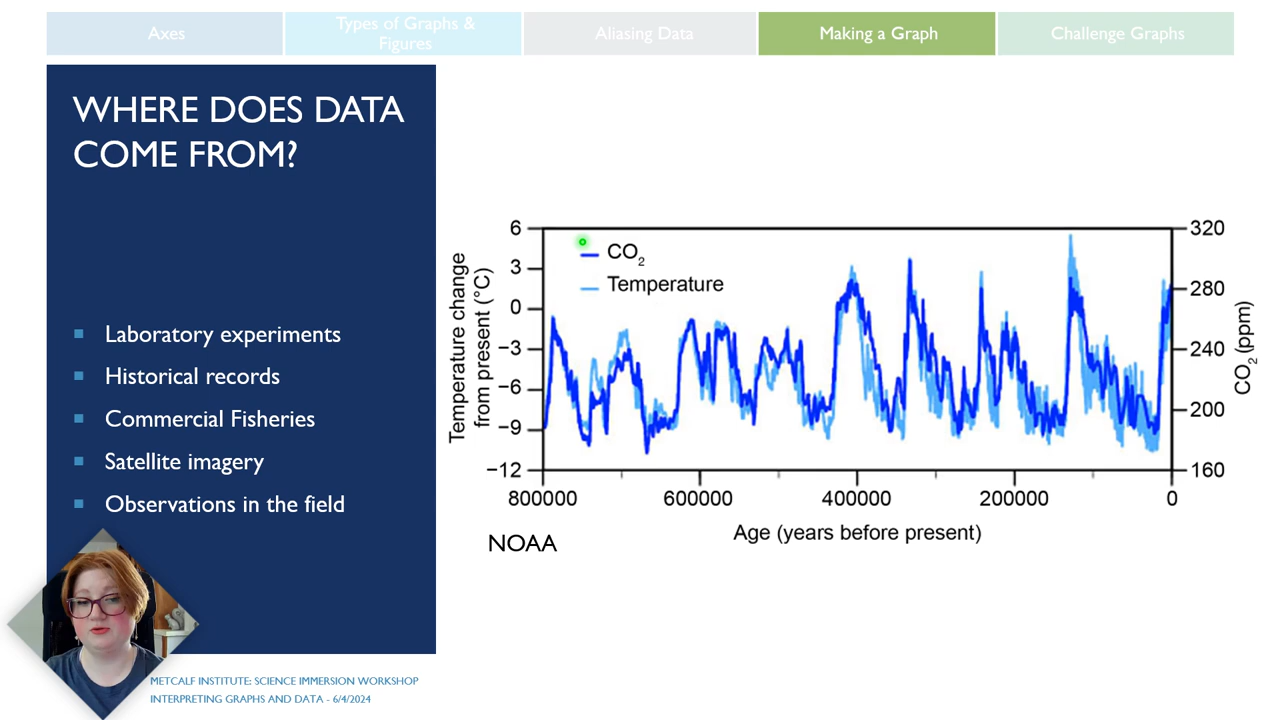 Axes
Types of Graphs &
Figures
Aliasing Data
Making a Graph
Challenge Graphs
WHERE DOES DATA
COME FROM?
Laboratory experiments
Historical records
Commercial Fisheries
Satellite imagery
Observations in the field
Temperature change
from present (°C)
6
3
0
−3
−6
−9
−12
CO2
Temperature
320
280
240
200
160
CO2 (ppm)
800000
600000
400000
200000
0
Age (years before present)
NOAA
METCALF INSTITUTE: SCIENCE IMMERSION WORKSHOP
INTERPRETING GRAPHS AND DATA - 6/4/2024